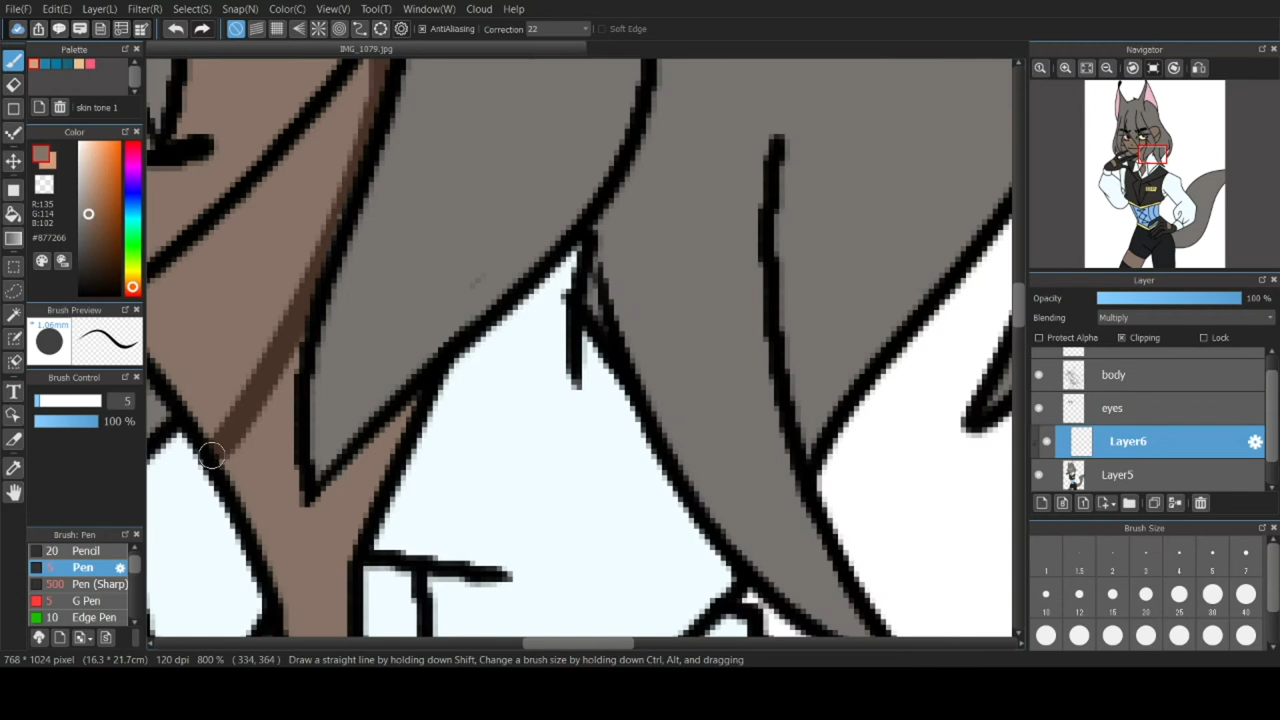 File(F) Edit(E) Layer(L) Filter(R) Select(S) Snap(N) Color(C) View(V) Tool(T) Window(W) Cloud Help
AntiAliasing Correction 22 Soft Edge
Palette
IMG_1079.jpg
Navigator
skin tone 1
Color
R:135
G:114
B:102
#877266
Brush Preview
1.06mm
Brush Control
5
100 %
Layer
Opacity 100 %
Blending Multiply
Protect Alpha Clipping Lock
body
eyes
Layer6
Layer5
Brush Size
1 1.5 2 3 4 5 7
10 12 15 20 25 30 40
Brush: Pen
20 Pencil
5 Pen
500 Pen (Sharp)
5 G Pen
10 Edge Pen
768 * 1024 pixel (16.3 * 21.7cm) 120 dpi 800 % ( 334, 364 ) Draw a straight line by holding down Shift, Change a brush size by holding down Ctrl, Alt, and dragging